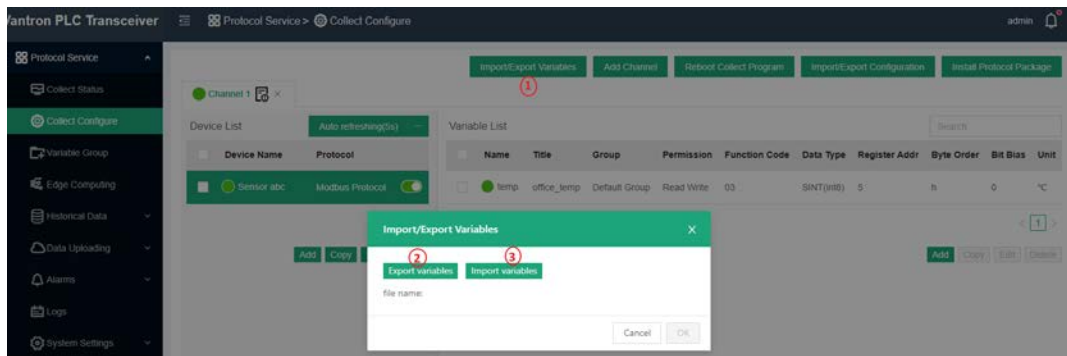 Vantron PLC Transceiver
Protocol Service > Collect Configure
admin
Protocol Service
Collect Status
Collect Configure
Variable Group
Edge Computing
Historical Data
Data Uploading
Alarms
Logs
System Settings
Import/Export Variables Add Channel Reboot Collect Program Import/Export Configuration Install Protocol Package
1
Channel 1
Device List Auto refreshing(5s)
Device Name Protocol
Sensor abc Modbus Protocol
Add Copy
Variable List Search
Name Title Group Permission Function Code Data Type Register Addr Byte Order Bit Bias Unit
temp office_temp Default Group Read Write 03 SINT(int8) 5 h 0 °C
< 1 >
Add Copy Edit Delete
Import/Export Variables X
2 3
Export variables Import variables
file name:
Cancel OK